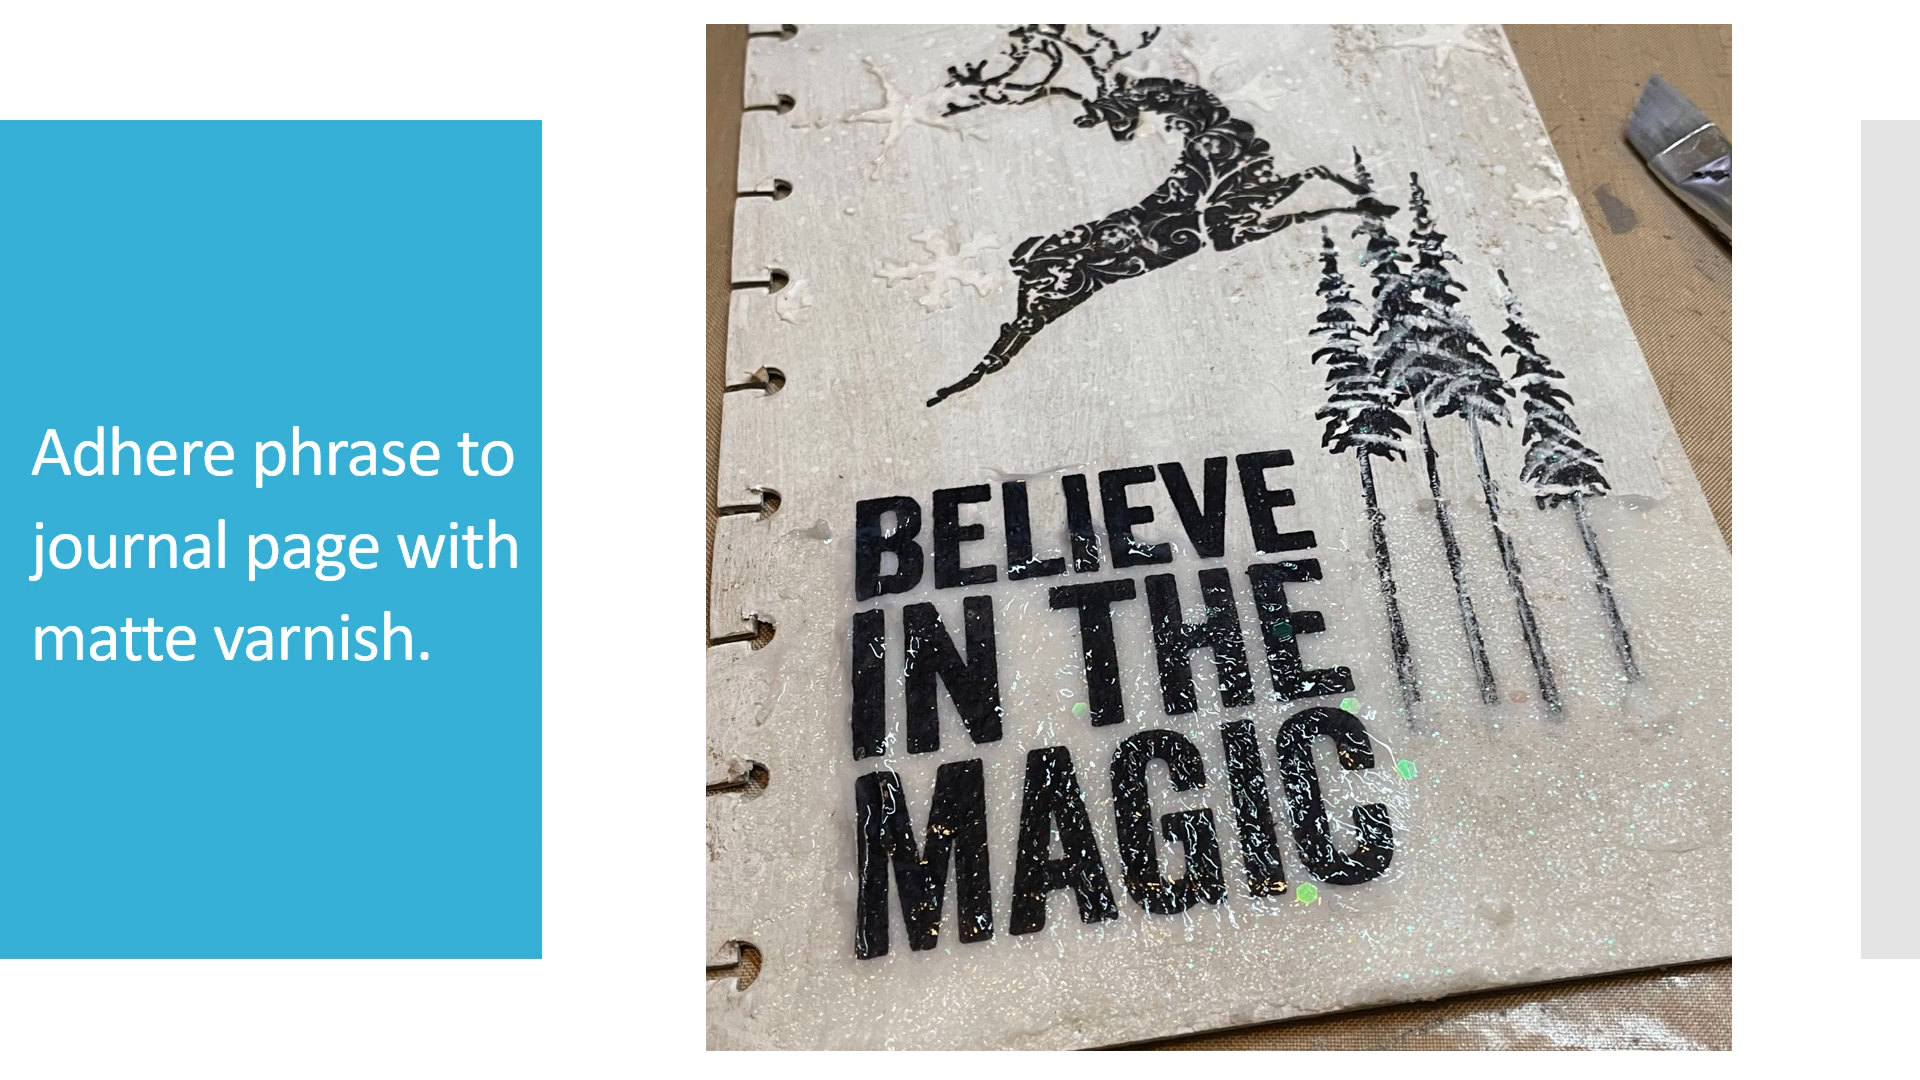 Adhere phrase to
journal page with
matte varnish.
BELIEVE
IN THE
MAGIC